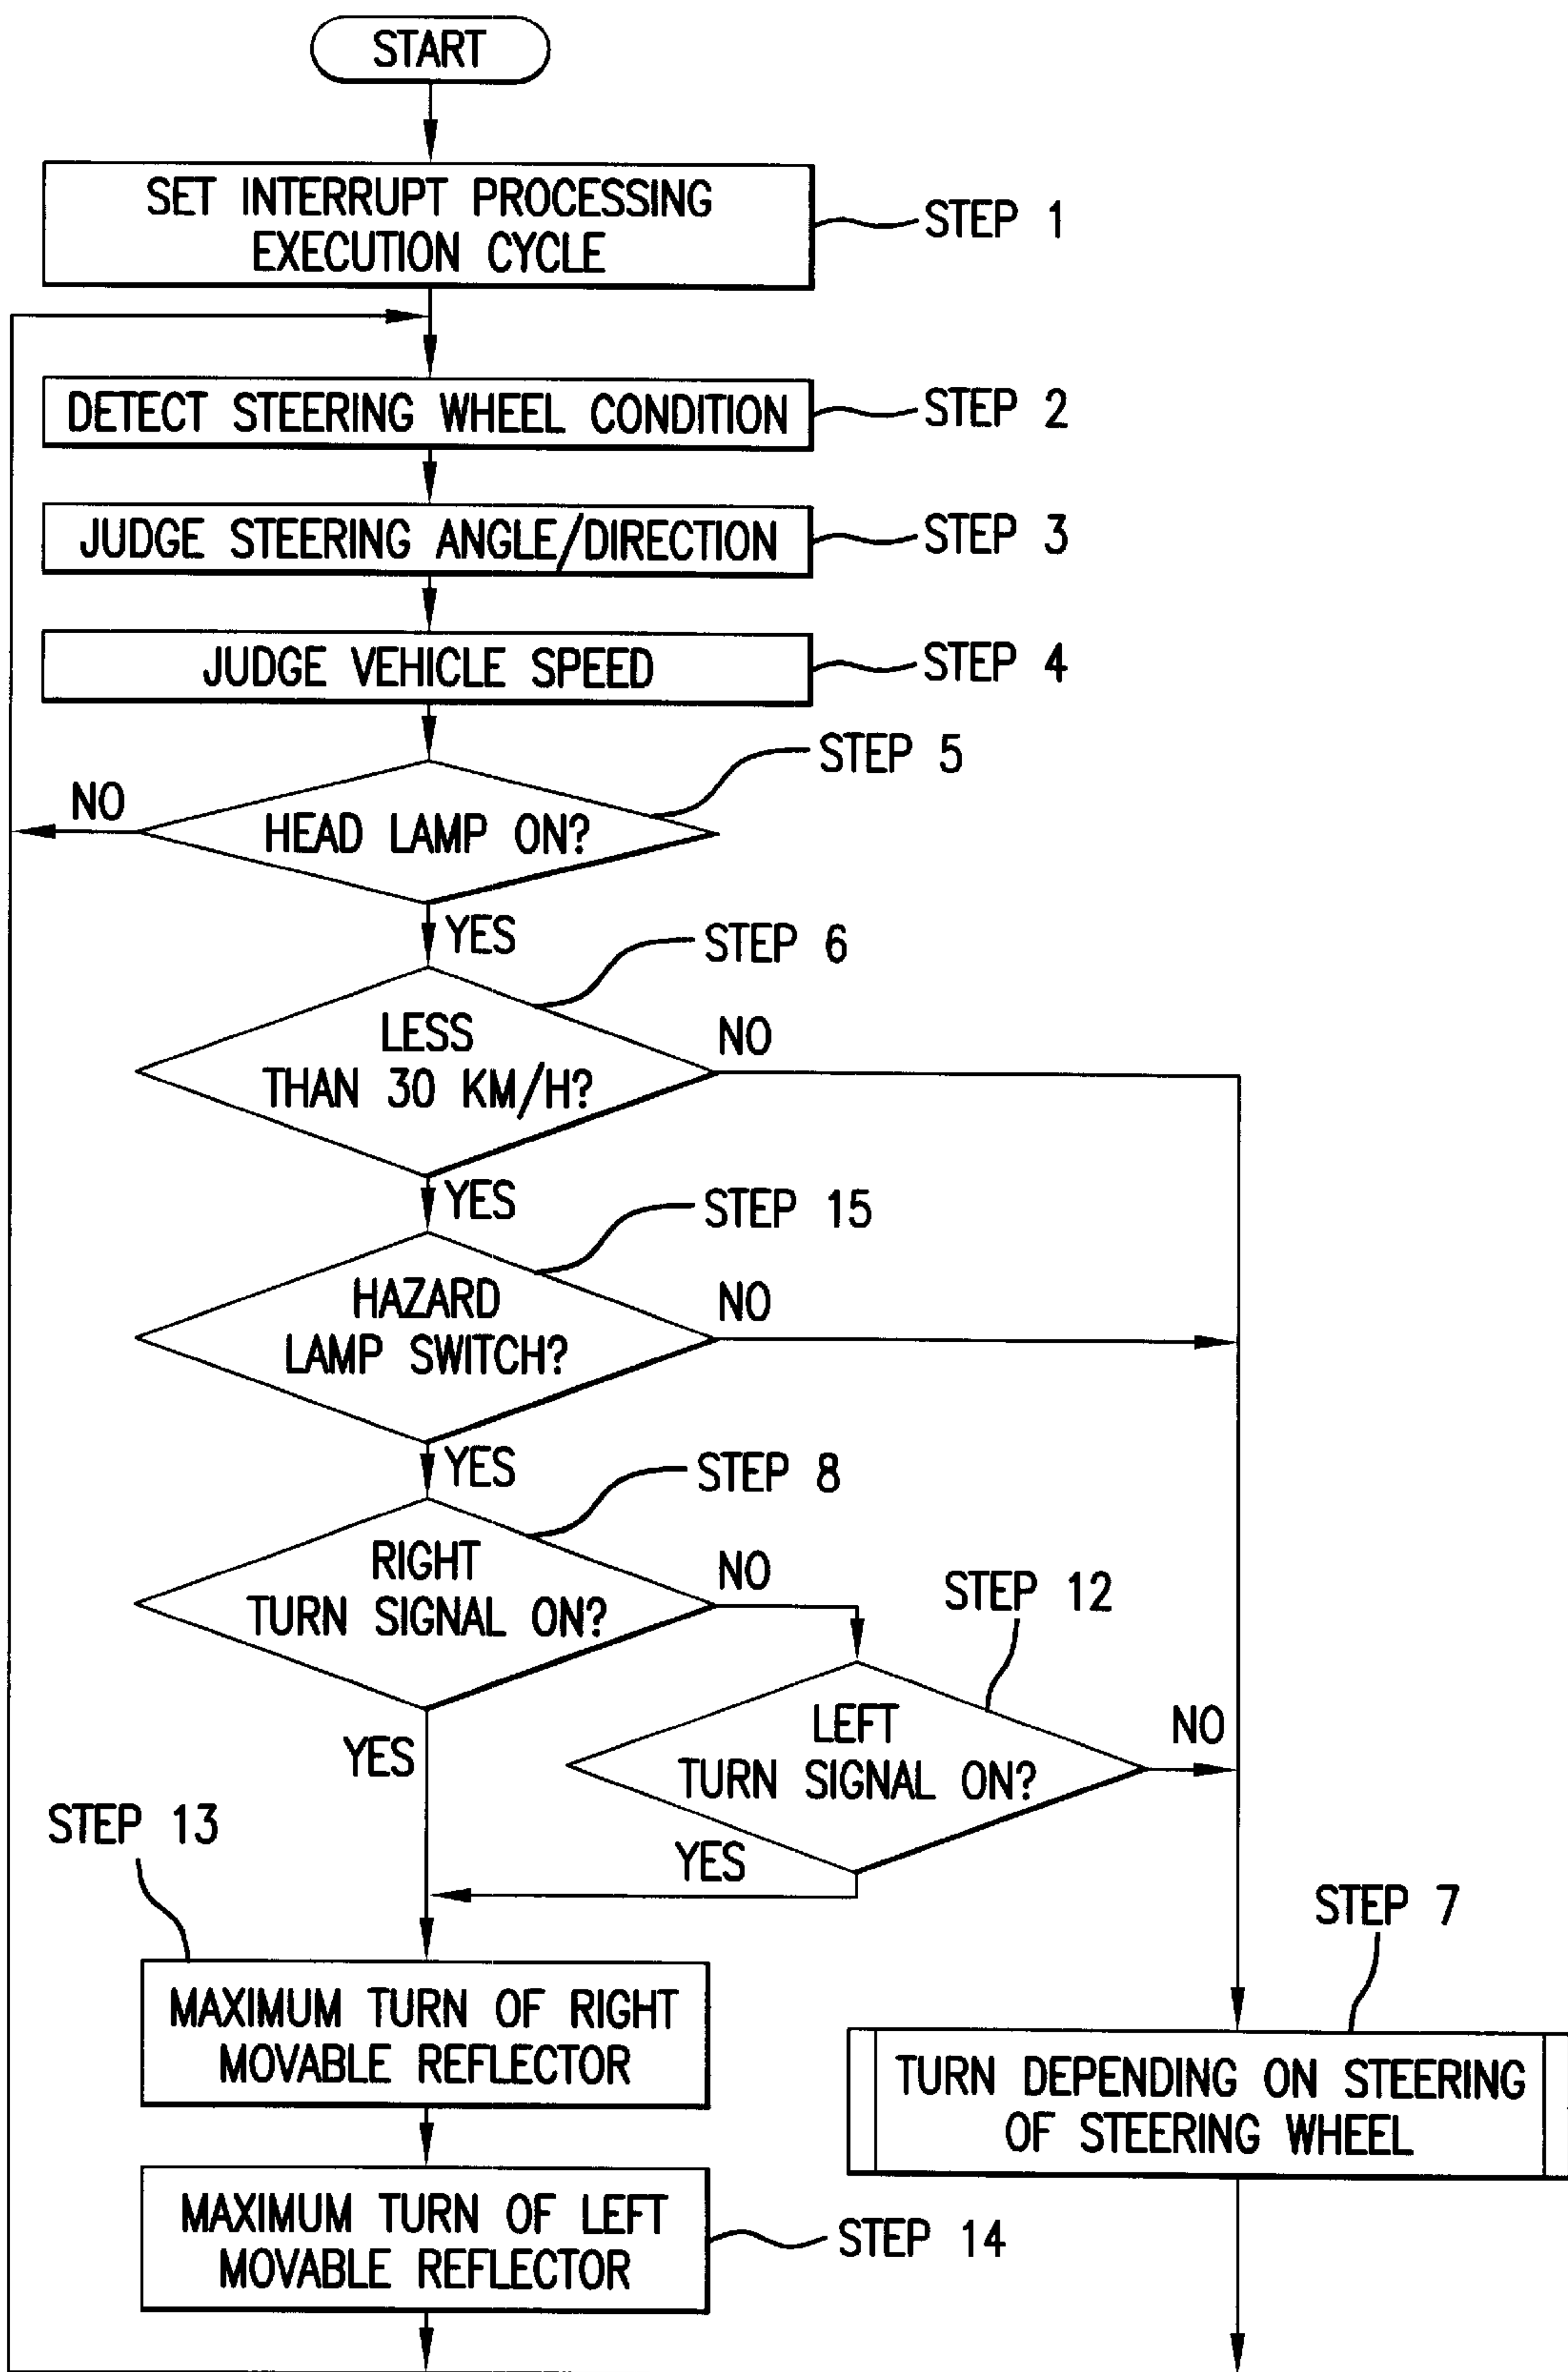 START
SET INTERRUPT PROCESSING
EXECUTION CYCLE
STEP 1
DETECT STEERING WHEEL CONDITION
STEP 2
JUDGE STEERING ANGLE/DIRECTION
STEP 3
JUDGE VEHICLE SPEED
STEP 4
STEP 5
NO
HEAD LAMP ON?
YES
STEP 6
LESS
THAN 30 KM/H?
NO
YES
STEP 15
HAZARD
LAMP SWITCH?
NO
YES
STEP 8
RIGHT
TURN SIGNAL ON?
NO
STEP 12
YES
LEFT
TURN SIGNAL ON?
NO
YES
STEP 13
MAXIMUM TURN OF RIGHT
MOVABLE REFLECTOR
STEP 7
TURN DEPENDING ON STEERING
OF STEERING WHEEL
MAXIMUM TURN OF LEFT
MOVABLE REFLECTOR
STEP 14